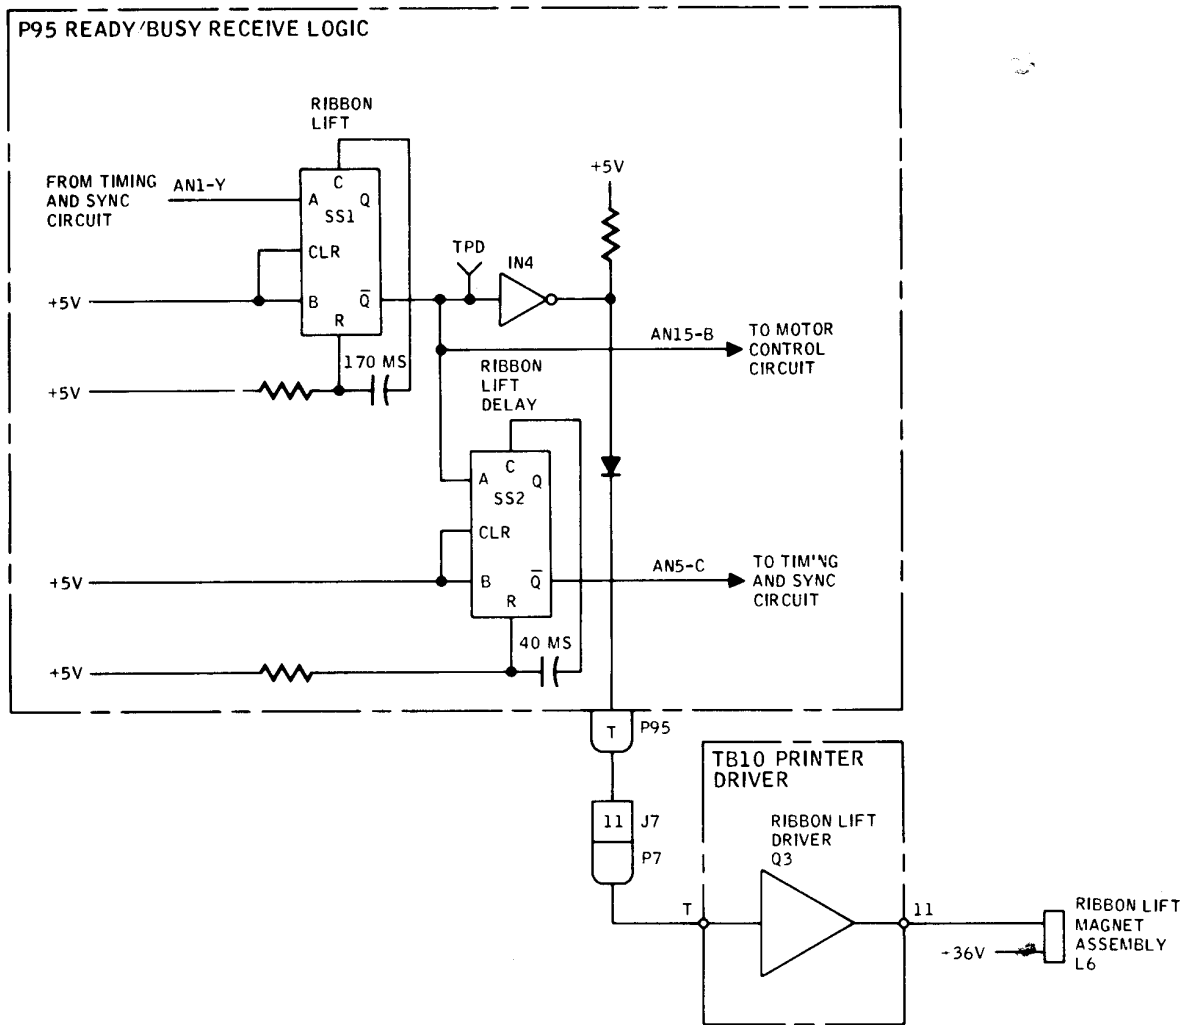 P95 READY/BUSY RECEIVE LOGIC
RIBBON
LIFT
FROM TIMING
AND SYNC
CIRCUIT
AN1-Y
C
A
Q
SS1
CLR
+5V
B
Q̅
R
170 MS
+5V
TPD
IN4
+5V
AN15-B
TO MOTOR
CONTROL
CIRCUIT
RIBBON
LIFT
DELAY
C
A
Q
SS2
CLR
+5V
B
Q̅
R
40 MS
+5V
AN5-C
TO TIMING
AND SYNC
CIRCUIT
T
P95
11
J7
P7
TB10 PRINTER
DRIVER
RIBBON LIFT
DRIVER
Q3
T
11
-36V
RIBBON LIFT
MAGNET
ASSEMBLY
L6